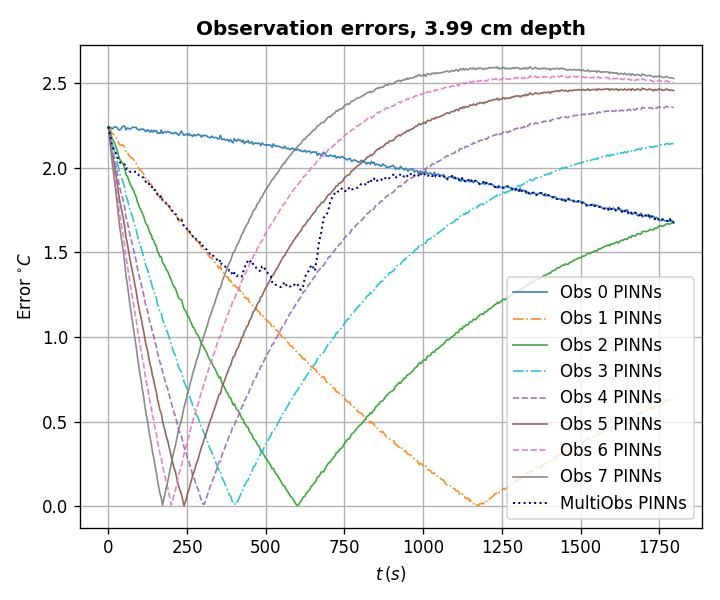 Observation errors, 3.99 cm depth
Error °C
2.5
2.0
1.5
1.0
0.5
0.0
Obs 0 PINNs
Obs 1 PINNs
Obs 2 PINNs
Obs 3 PINNs
Obs 4 PINNs
Obs 5 PINNs
Obs 6 PINNs
Obs 7 PINNs
MultiObs PINNs
0 250 500 750 1000 1250 1500 1750
t (s)